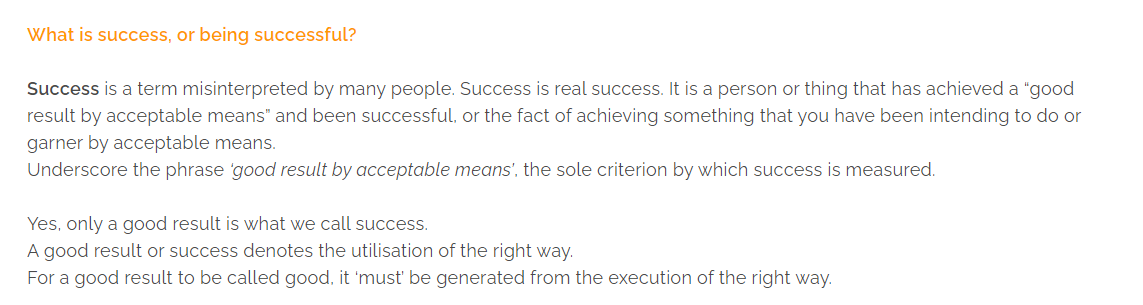 What is success, or being successful?
Success is a term misinterpreted by many people. Success is real success. It is a person or thing that has achieved a “good
result by acceptable means” and been successful, or the fact of achieving something that you have been intending to do or
garner by acceptable means.
Underscore the phrase ‘good result by acceptable means’, the sole criterion by which success is measured.
Yes, only a good result is what we call success.
A good result or success denotes the utilisation of the right way.
For a good result to be called good, it ‘must’ be generated from the execution of the right way.